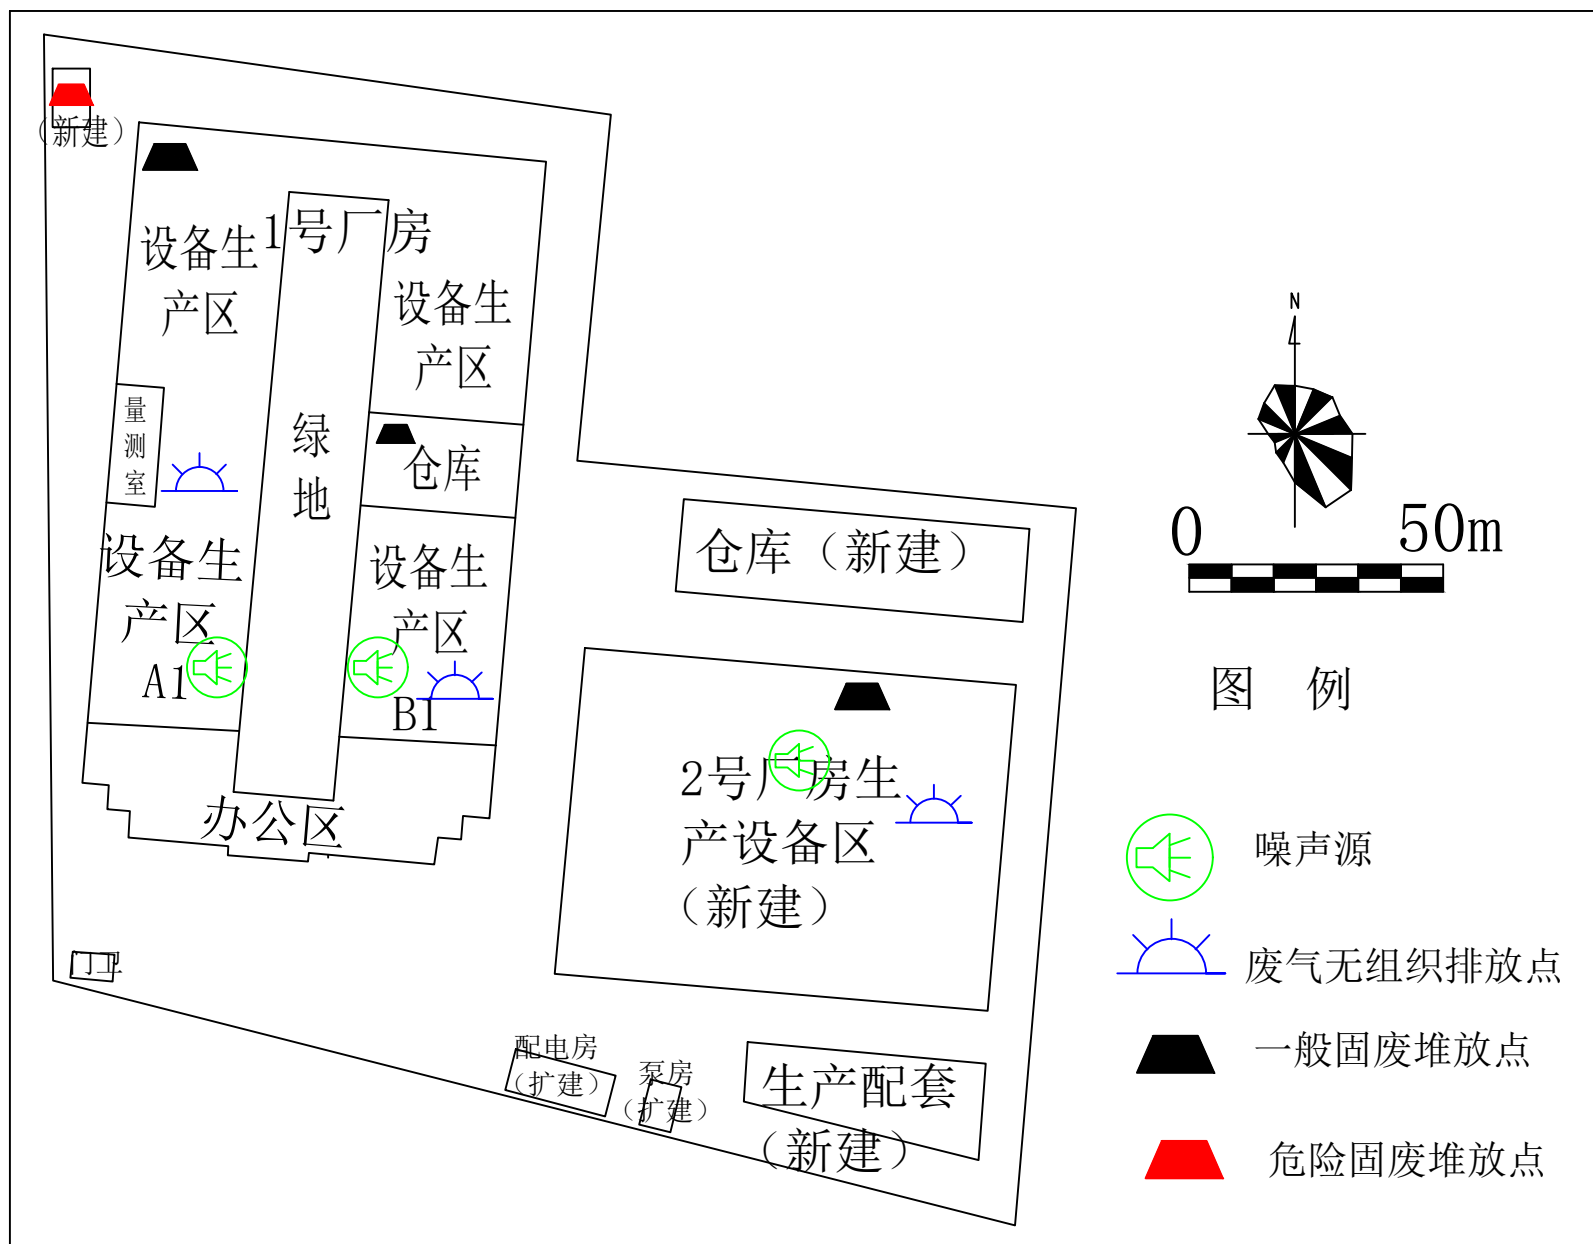 （新建）
1号厂房
设备生
产区
设备生
产区
量
测
室
绿
地
仓库
设备生
产区
A1
设备生
产区
B1
办公区
门卫
仓库（新建）
2号厂房生
产设备区
（新建）
配电房
（扩建）
泵房
（扩建）
生产配套
（新建）
N
0 50m
图 例
噪声源
废气无组织排放点
一般固废堆放点
危险固废堆放点